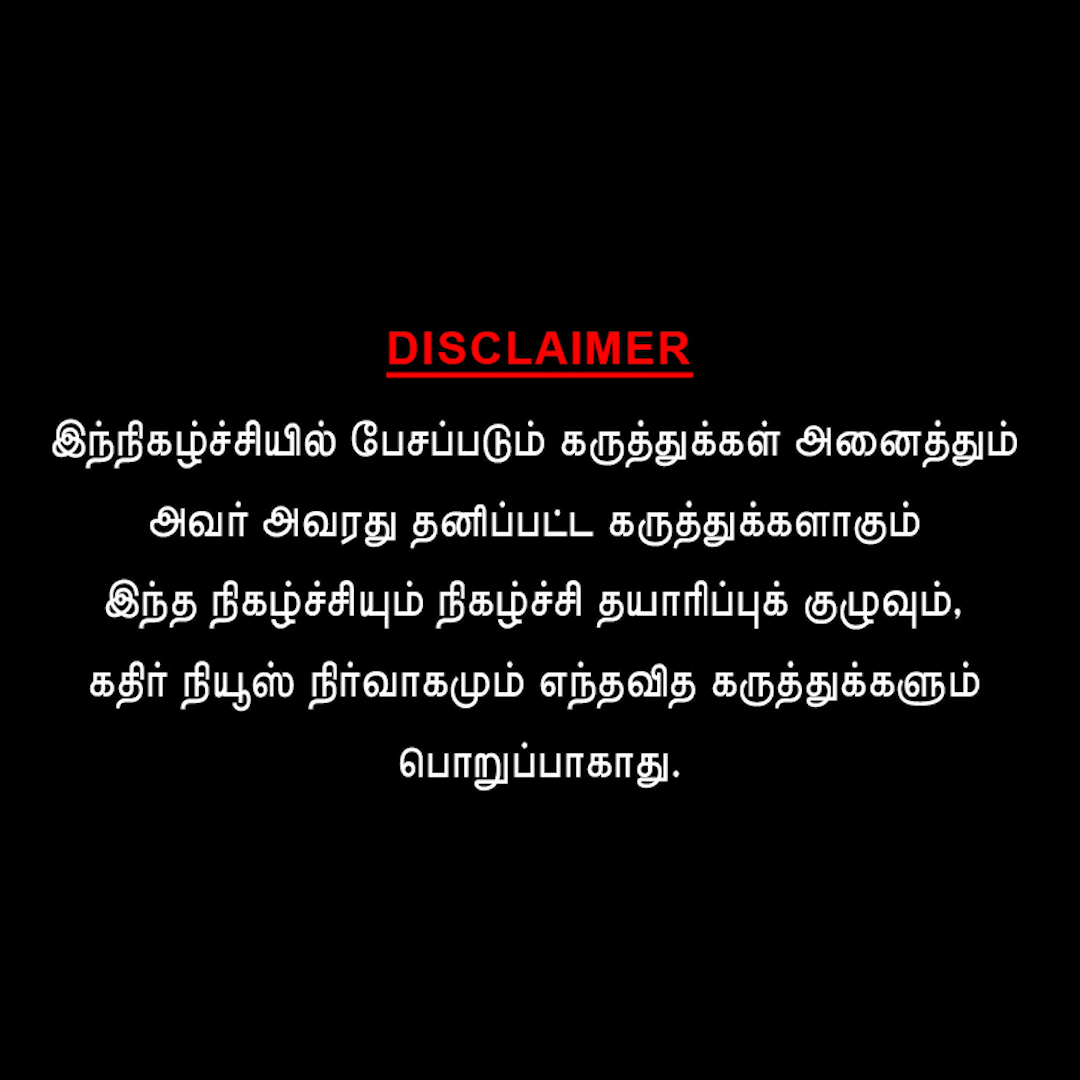 DISCLAIMER
இந்நிகழ்ச்சியில் பேசப்படும் கருத்துக்கள் அனைத்தும்
அவர் அவரது தனிப்பட்ட கருத்துக்களாகும்
இந்த நிகழ்ச்சியும் நிகழ்ச்சி தயாரிப்புக் குழுவும்,
கதிர் நியூஸ் நிர்வாகமும் எந்தவித கருத்துக்களும்
பொறுப்பாகாது.